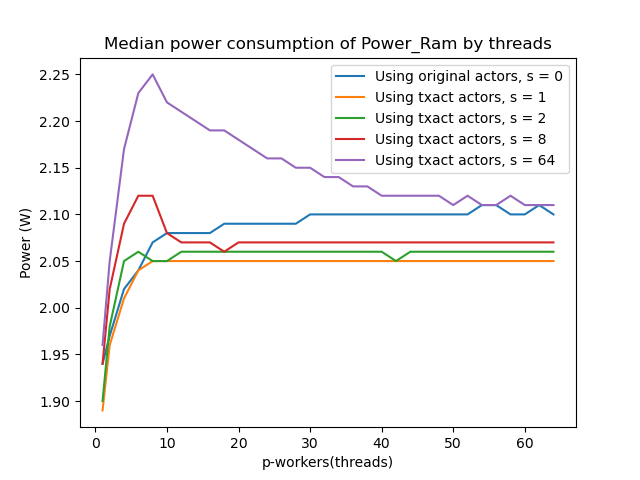 Median power consumption of Power_Ram by threads
Using original actors, s = 0
Using txact actors, s = 1
Using txact actors, s = 2
Using txact actors, s = 8
Using txact actors, s = 64
2.25
2.20
2.15
2.10
2.05
2.00
1.95
1.90
Power (W)
0 10 20 30 40 50 60
p-workers(threads)